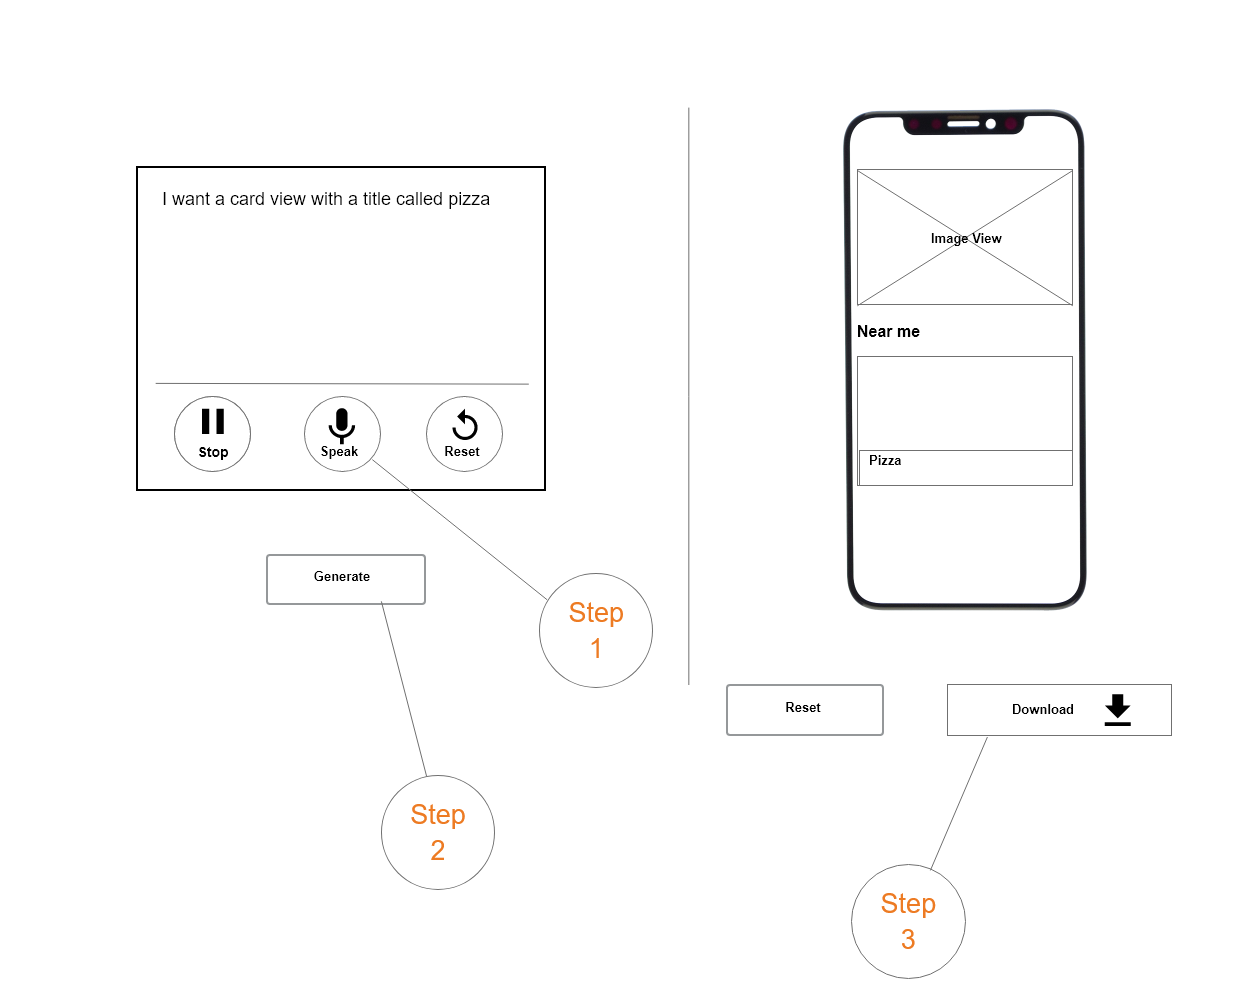 I want a card view with a title called pizza
Stop
Speak
Reset
Generate
Step
1
Step
2
Image View
Near me
Pizza
Reset
Download
Step
3